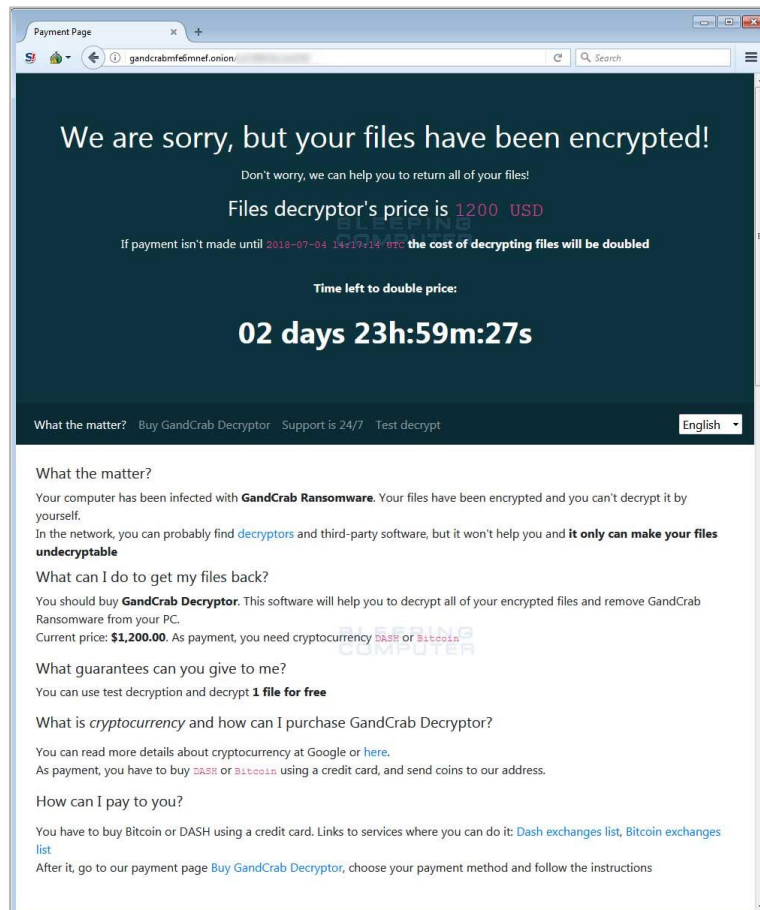 Payment Page
gandcrabmfe6mnef.onion/
Search
We are sorry, but your files have been encrypted!
Don't worry, we can help you to return all of your files!
Files decryptor's price is 1200 USD
BLEEPING
COMPUTER
If payment isn't made until 2018-07-04 14:17:14 UTC the cost of decrypting files will be doubled
Time left to double price:
02 days 23h:59m:27s
What the matter? Buy GandCrab Decryptor Support is 24/7 Test decrypt English
What the matter?
Your computer has been infected with GandCrab Ransomware. Your files have been encrypted and you can't decrypt it by
yourself.
In the network, you can probably find decryptors and third-party software, but it won't help you and it only can make your files
undecryptable
What can I do to get my files back?
You should buy GandCrab Decryptor. This software will help you to decrypt all of your encrypted files and remove GandCrab
Ransomware from your PC.
Current price: $1,200.00. As payment, you need cryptocurrency DASH or Bitcoin
BLEEPING
COMPUTER
What guarantees can you give to me?
You can use test decryption and decrypt 1 file for free
What is cryptocurrency and how can I purchase GandCrab Decryptor?
You can read more details about cryptocurrency at Google or here.
As payment, you have to buy DASH or Bitcoin using a credit card, and send coins to our address.
How can I pay to you?
You have to buy Bitcoin or DASH using a credit card. Links to services where you can do it: Dash exchanges list, Bitcoin exchanges
list
After it, go to our payment page Buy GandCrab Decryptor, choose your payment method and follow the instructions